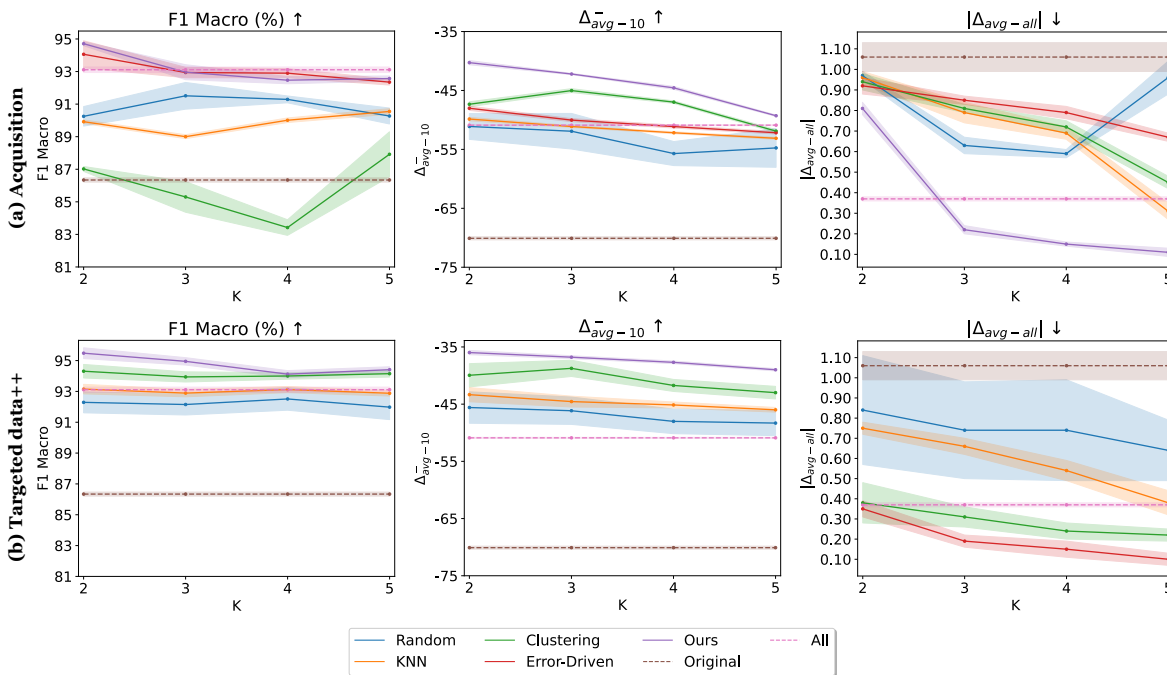 (a) Acquisition
F1 Macro (%) ↑
F1 Macro
95
93
91
89
87
85
83
81
2 3 4 5
K
Δ⁻avg−10 ↑
Δ⁻avg−10
-35
-45
-55
-65
-75
2 3 4 5
K
|Δavg−all| ↓
|Δavg−all|
1.10
1.00
0.90
0.80
0.70
0.60
0.50
0.40
0.30
0.20
0.10
2 3 4 5
K
(b) Targeted data++
F1 Macro (%) ↑
F1 Macro
95
93
91
89
87
85
83
81
2 3 4 5
K
Δ⁻avg−10 ↑
Δ⁻avg−10
-35
-45
-55
-65
-75
2 3 4 5
K
|Δavg−all| ↓
|Δavg−all|
1.10
1.00
0.90
0.80
0.70
0.60
0.50
0.40
0.30
0.20
0.10
2 3 4 5
K
Random Clustering Ours All
KNN Error-Driven Original